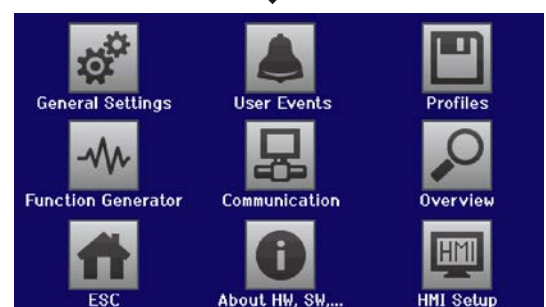 General Settings
User Events
Profiles
Function Generator
Communication
Overview
HMI
ESC
About HW, SW,...
HMI Setup